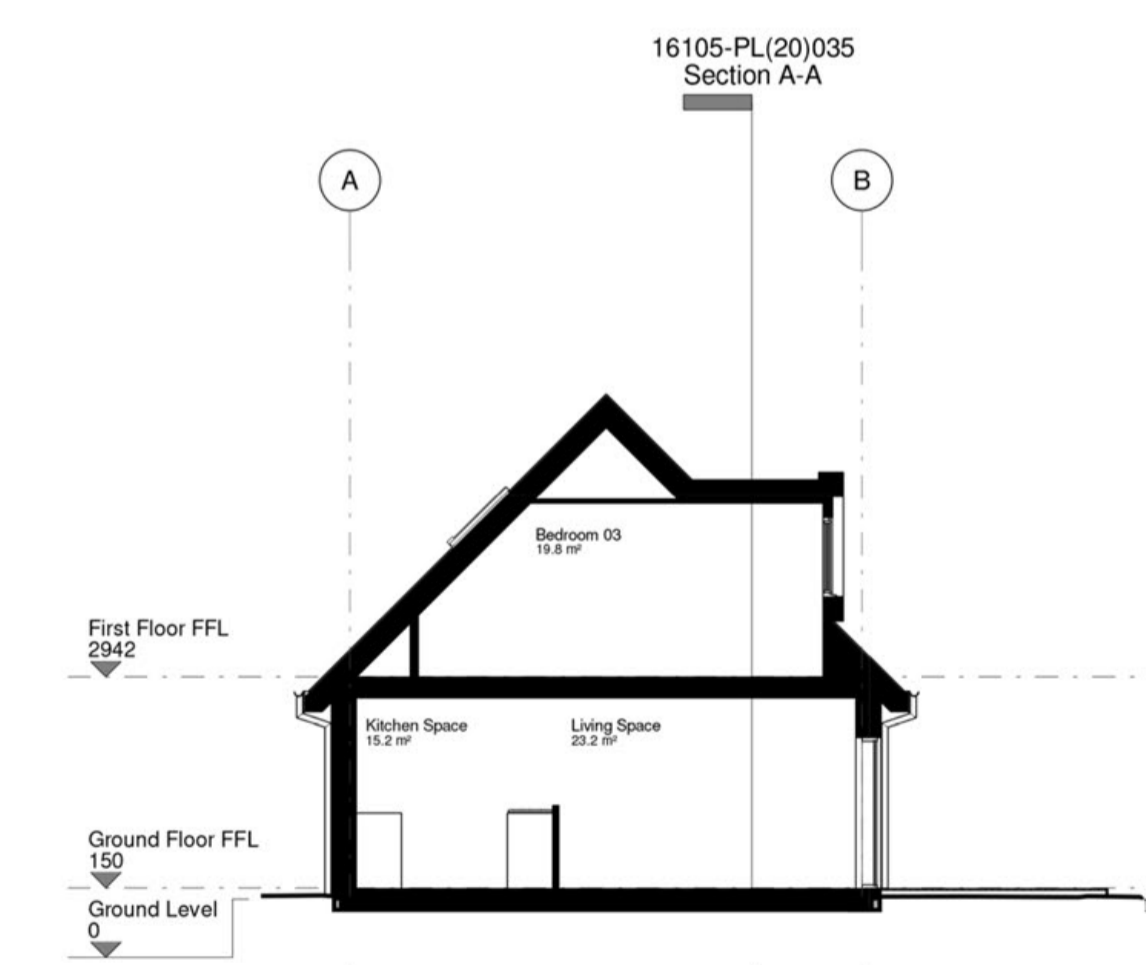 16105-PL(20)035
Section A-A
A
B
Bedroom 03
19.8 m²
First Floor FFL
2942
Kitchen Space
15.2 m²
Living Space
23.2 m²
Ground Floor FFL
150
Ground Level
0